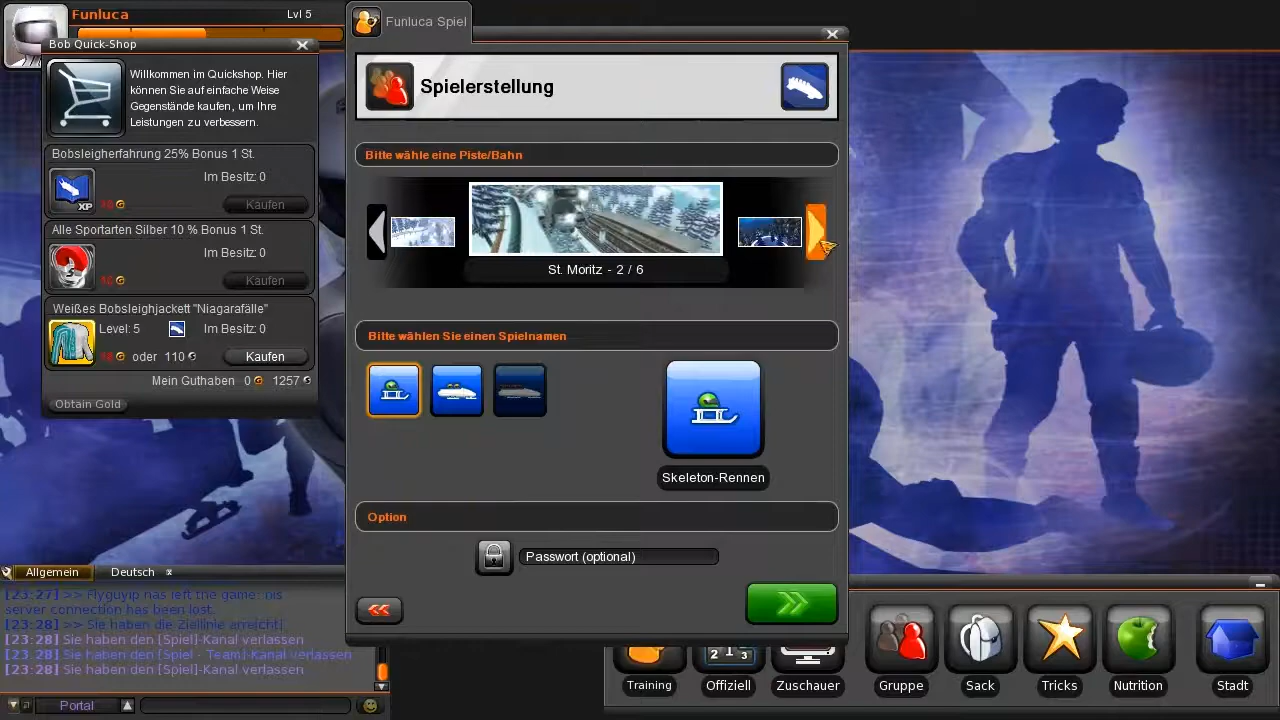 Funluca
Lvl 5
Bob Quick-Shop
Willkommen im Quickshop. Hier
können Sie auf einfache Weise
Gegenstände kaufen, um Ihre
Leistungen zu verbessern.
Bobsleigherfahrung 25% Bonus 1 St.
Im Besitz: 0
XP
Kaufen
Alle Sportarten Silber 10 % Bonus 1 St.
Im Besitz: 0
Kaufen
Weißes Bobsleighjackett "Niagarafälle"
Level: 5
Im Besitz: 0
oder 110
Kaufen
Mein Guthaben 0 1257
Obtain Gold
Funluca Spiel
Spielerstellung
Bitte wähle eine Piste/Bahn
St. Moritz - 2 / 6
Bitte wählen Sie einen Spielnamen
Skeleton-Rennen
Option
Passwort (optional)
Allgemein
Deutsch
[23:27] >> Flyguyip has left the game: his
server connection has been lost.
[23:28] >> Sie haben die Ziellinie erreicht!
[23:28] Sie haben den [Spiel]-Kanal verlassen
[23:28] Sie haben den [Spiel - Team]-Kanal verlassen
[23:28] Sie haben den [Spiel]-Kanal verlassen
Portal
2 1 3
Training
Offiziell
Zuschauer
Gruppe
Sack
Tricks
Nutrition
Stadt